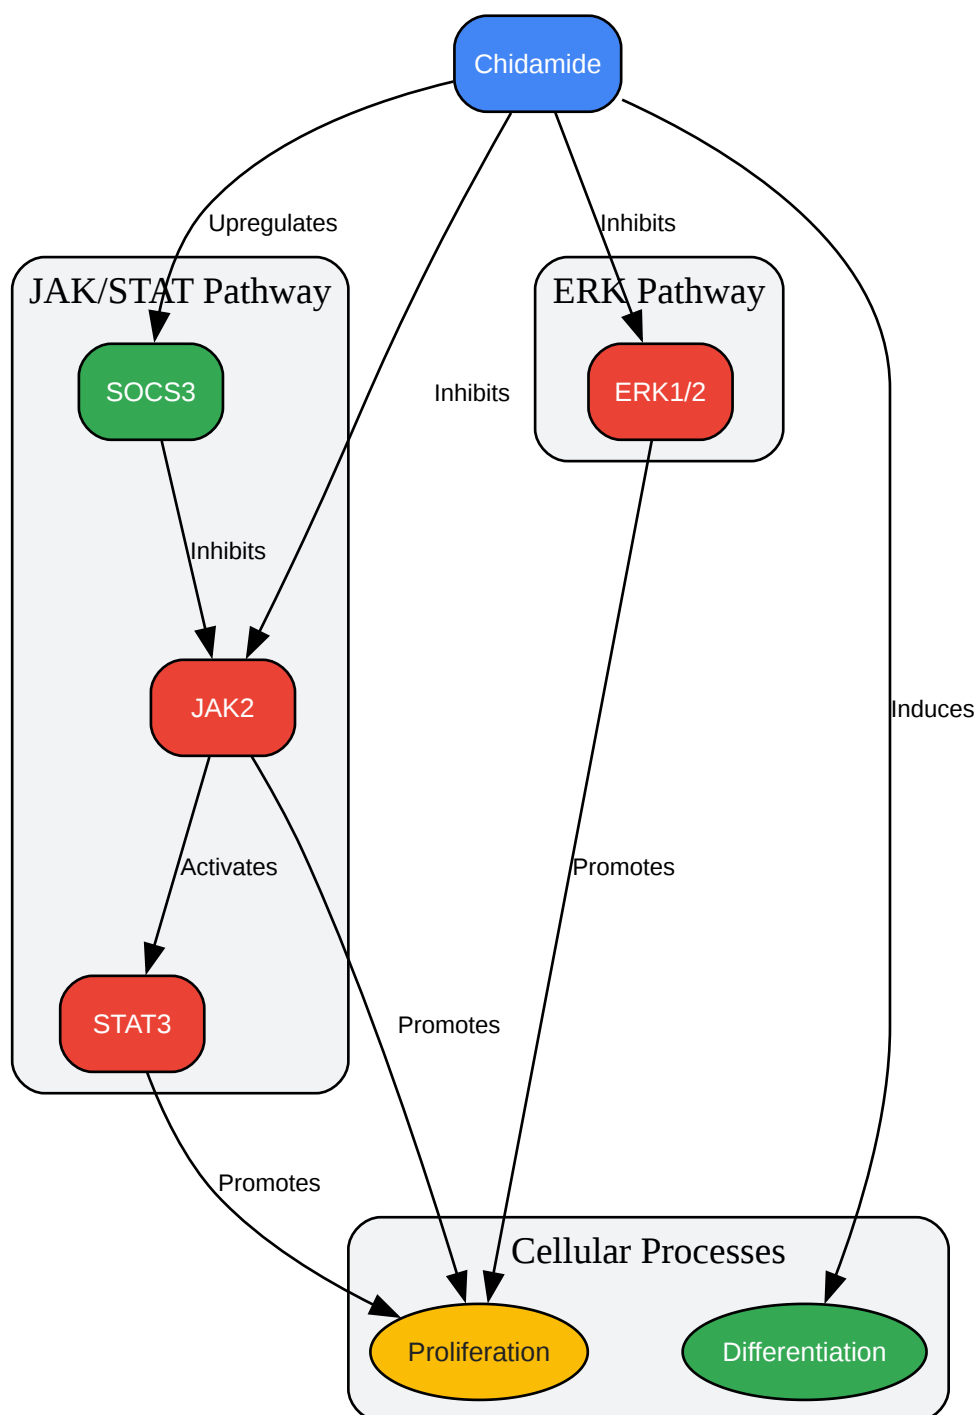 Chidamide
Upregulates
Inhibits
JAK/STAT Pathway
ERK Pathway
SOCS3
Inhibits
ERK1/2
Inhibits
JAK2
Induces
Activates
Promotes
STAT3
Promotes
Promotes
Cellular Processes
Proliferation
Differentiation